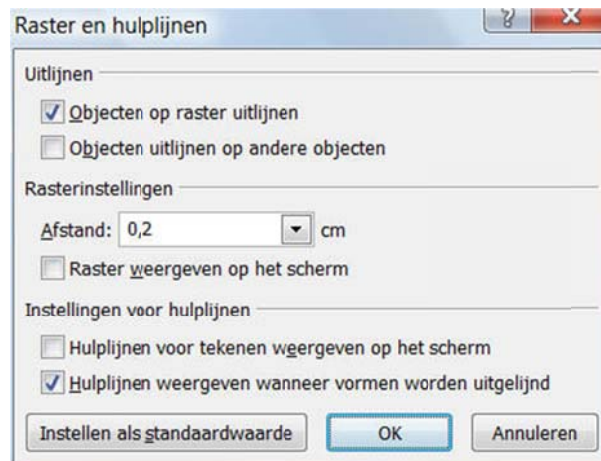 Raster en hulplijnen
Uitlijnen
Objecten op raster uitlijnen
Objecten uitlijnen op andere objecten
Rasterinstellingen
Afstand: 0,2 cm
Raster weergeven op het scherm
Instellingen voor hulplijnen
Hulplijnen voor tekenen weergeven op het scherm
Hulplijnen weergeven wanneer vormen worden uitgelijnd
Instellen als standaardwaarde OK Annuleren